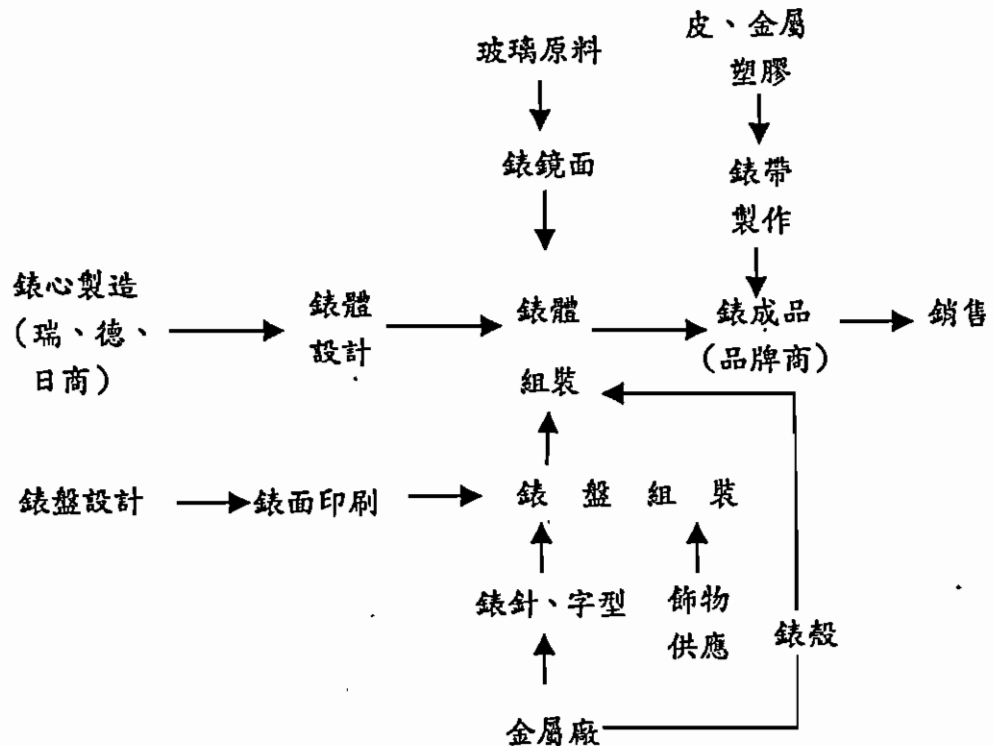 玻璃原料
皮、金屬
塑膠
錶鏡面
錶帶
製作
錶心製造
(瑞、德、
日商)
錶體
設計
錶體
組裝
錶成品
(品牌商)
銷售
錶盤設計
錶面印刷
錶盤組裝
錶針、字型
飾物
供應
錶殼
金屬廠